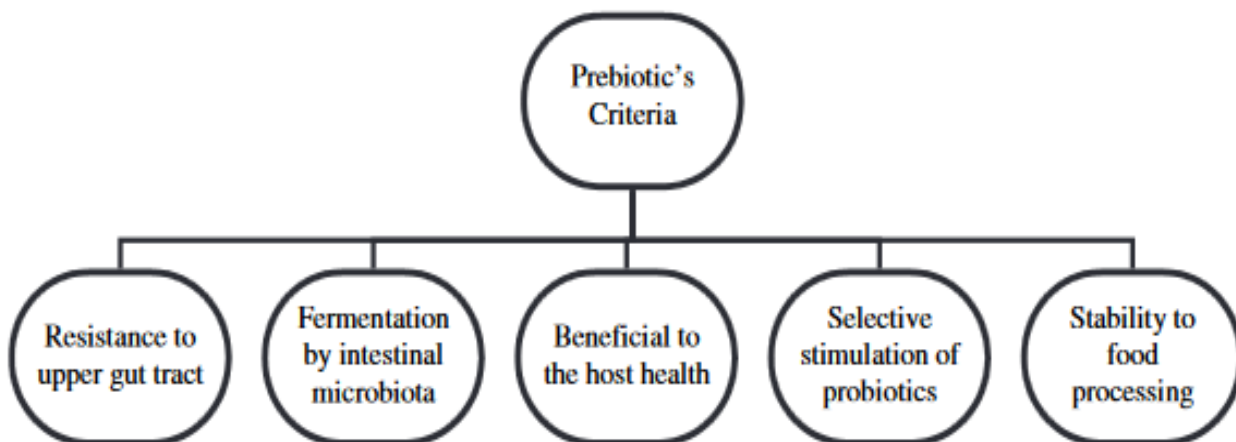 Prebiotic's
Criteria
Resistance to
upper gut tract
Fermentation
by intestinal
microbiota
Beneficial to
the host health
Selective
stimulation of
probiotics
Stability to
food
processing